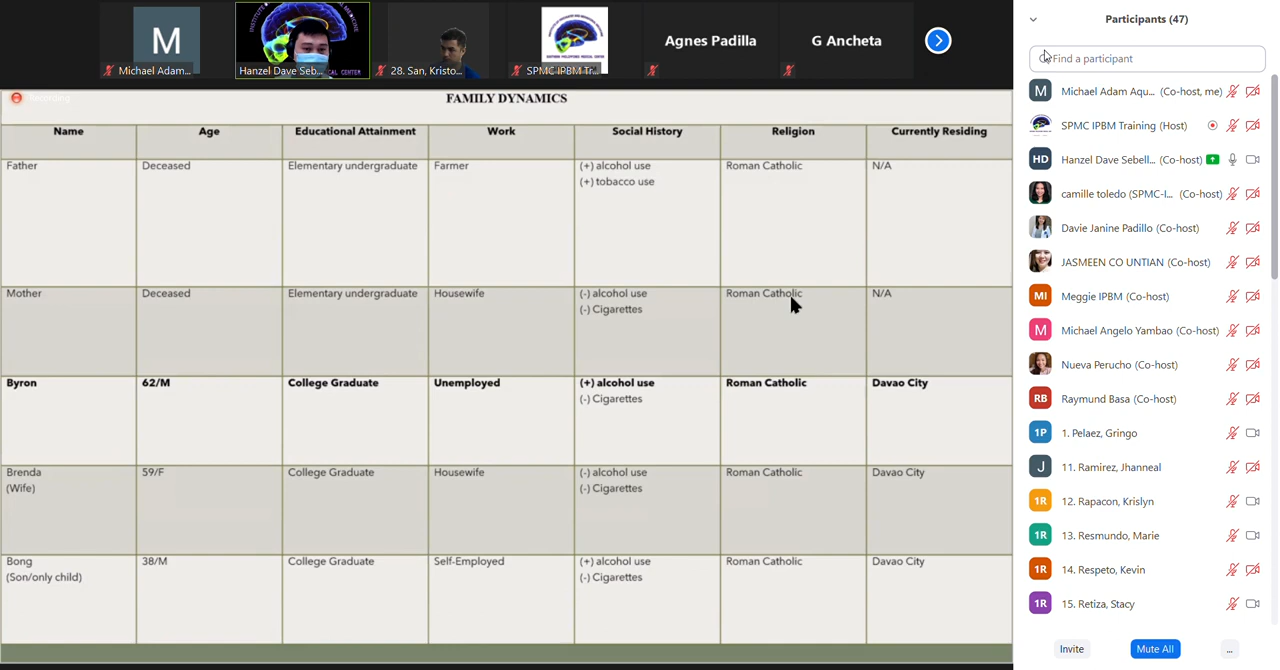 M
Michael Adam...
Hanzel Dave Seb...
28. San, Kristo...
SPMC IPBM Tr...
Agnes Padilla
G Ancheta
Recording
FAMILY DYNAMICS
Name Age Educational Attainment Work Social History Religion Currently Residing
Father Deceased Elementary undergraduate Farmer (+) alcohol use Roman Catholic N/A
(+) tobacco use
Mother Deceased Elementary undergraduate Housewife (-) alcohol use Roman Catholic N/A
(-) Cigarettes
Byron 62/M College Graduate Unemployed (+) alcohol use Roman Catholic Davao City
(-) Cigarettes
Brenda 59/F College Graduate Housewife (-) alcohol use Roman Catholic Davao City
(Wife) (-) Cigarettes
Bong 38/M College Graduate Self-Employed (+) alcohol use Roman Catholic Davao City
(Son/only child) (-) Cigarettes
Participants (47)
Find a participant
M Michael Adam Aqu... (Co-host, me)
SPMC IPBM Training (Host)
HD Hanzel Dave Sebell... (Co-host)
camille toledo (SPMC-I... (Co-host)
Davie Janine Padillo (Co-host)
JASMEEN CO UNTIAN (Co-host)
MI Meggie IPBM (Co-host)
M Michael Angelo Yambao (Co-host)
Nueva Perucho (Co-host)
RB Raymund Basa (Co-host)
1P 1. Pelaez, Gringo
J 11. Ramirez, Jhanneal
1R 12. Rapacon, Krislyn
1R 13. Resmundo, Marie
1R 14. Respeto, Kevin
1R 15. Retiza, Stacy
Invite Mute All ...